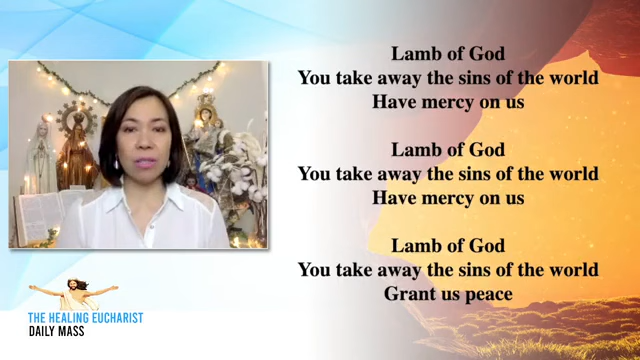 Lamb of God
You take away the sins of the world
Have mercy on us
Lamb of God
You take away the sins of the world
Have mercy on us
Lamb of God
You take away the sins of the world
Grant us peace
THE HEALING EUCHARIST
DAILY MASS